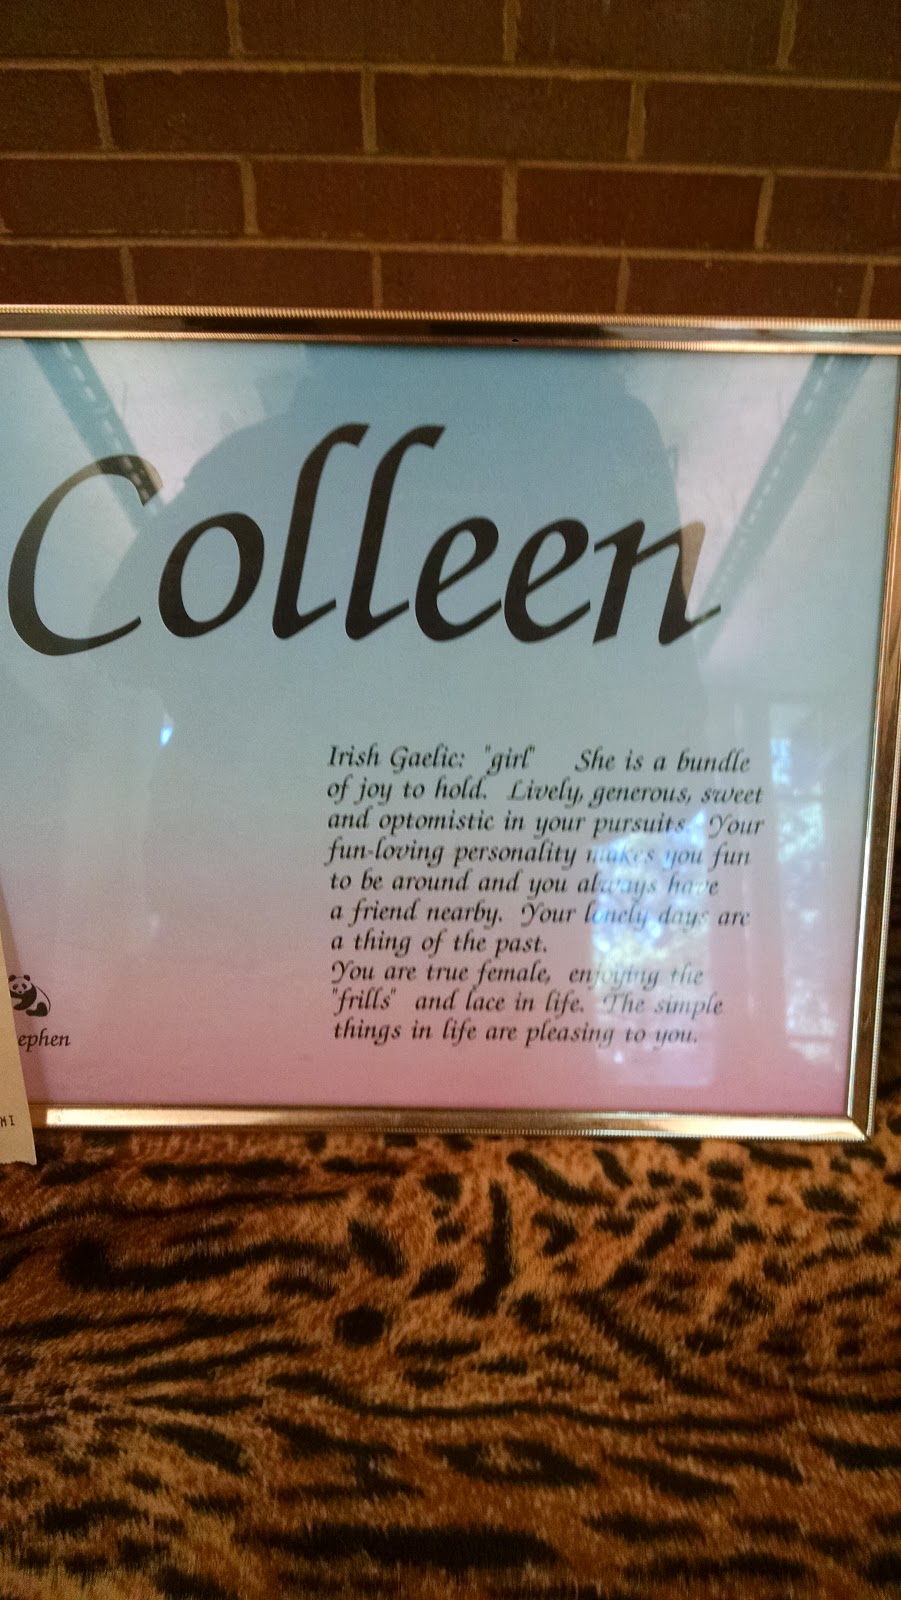 Colleen
Irish Gaelic: "girl" She is a bundle
of joy to hold. Lively, generous, sweet
and optomistic in your pursuits. Your
fun-loving personality makes you fun
to be around and you always have
a friend nearby. Your lonely days are
a thing of the past.
You are true female, enjoying the
"frills" and lace in life. The simple
things in life are pleasing to you.
ephen